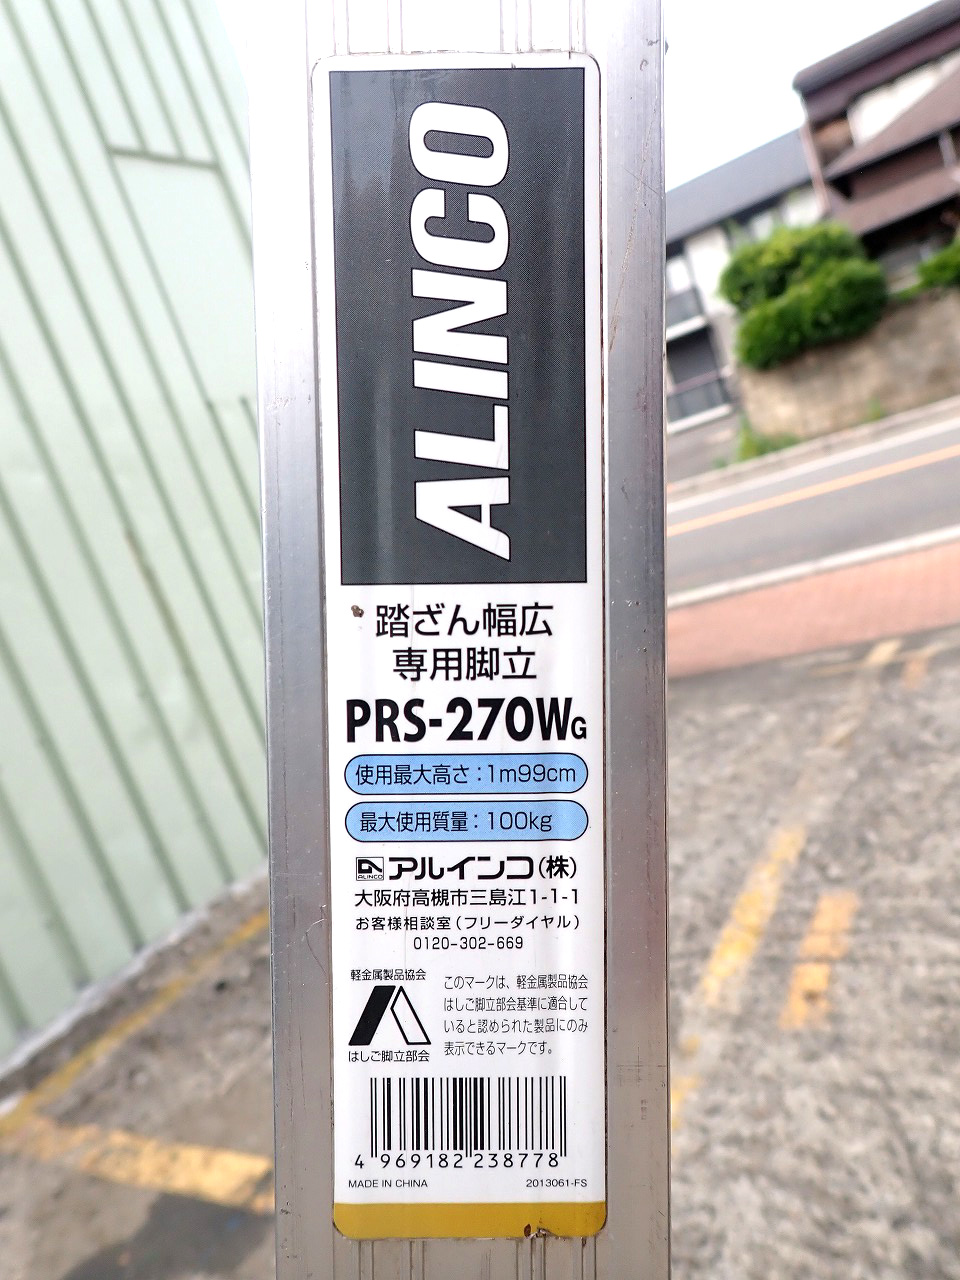 ALINCO
踏ざん幅広
専用脚立
PRS-270WG
使用最大高さ：1m99cm
最大使用質量：100kg
ALINCO アルインコ(株)
大阪府高槻市三島江1-1-1
お客様相談室(フリーダイヤル)
0120-302-669
軽金属製品協会
はしご脚立部会
このマークは、軽金属製品協会
はしご脚立部会基準に適合して
いると認められた製品にのみ
表示できるマークです。
4 969182 238778
MADE IN CHINA
2013061-FS